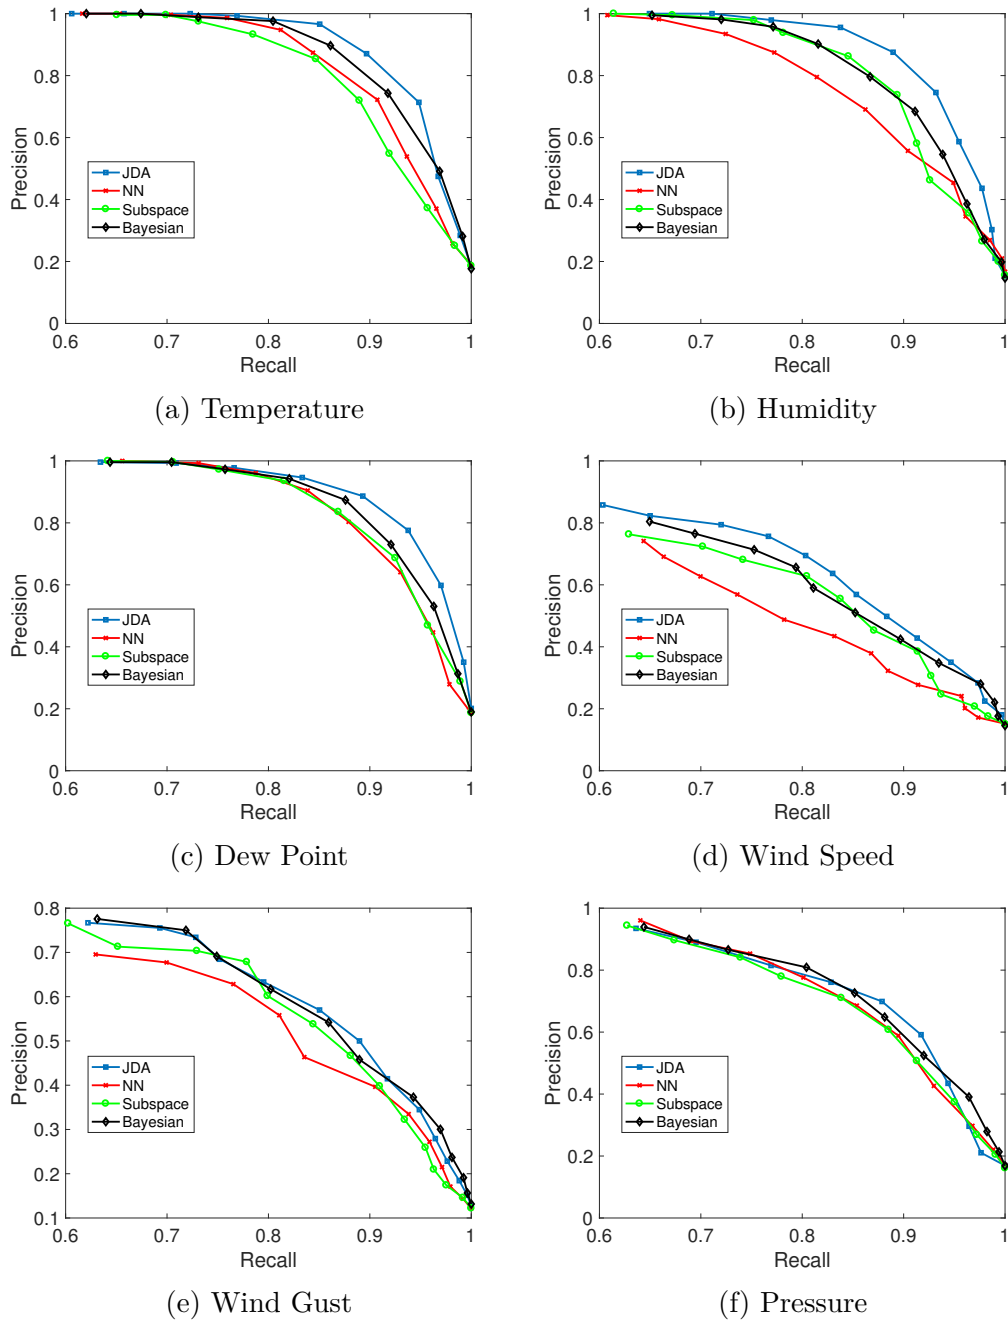 1
0.8
0.6
0.4
0.2
0
Precision
JDA
NN
Subspace
Bayesian
0.6 0.7 0.8 0.9 1
Recall
(a) Temperature
1
0.8
0.6
0.4
0.2
0
Precision
JDA
NN
Subspace
Bayesian
0.6 0.7 0.8 0.9 1
Recall
(b) Humidity
1
0.8
0.6
0.4
0.2
0
Precision
JDA
NN
Subspace
Bayesian
0.6 0.7 0.8 0.9 1
Recall
(c) Dew Point
1
0.8
0.6
0.4
0.2
0
Precision
JDA
NN
Subspace
Bayesian
0.6 0.7 0.8 0.9 1
Recall
(d) Wind Speed
0.8
0.7
0.6
0.5
0.4
0.3
0.2
0.1
Precision
JDA
NN
Subspace
Bayesian
0.6 0.7 0.8 0.9 1
Recall
(e) Wind Gust
1
0.8
0.6
0.4
0.2
0
Precision
JDA
NN
Subspace
Bayesian
0.6 0.7 0.8 0.9 1
Recall
(f) Pressure